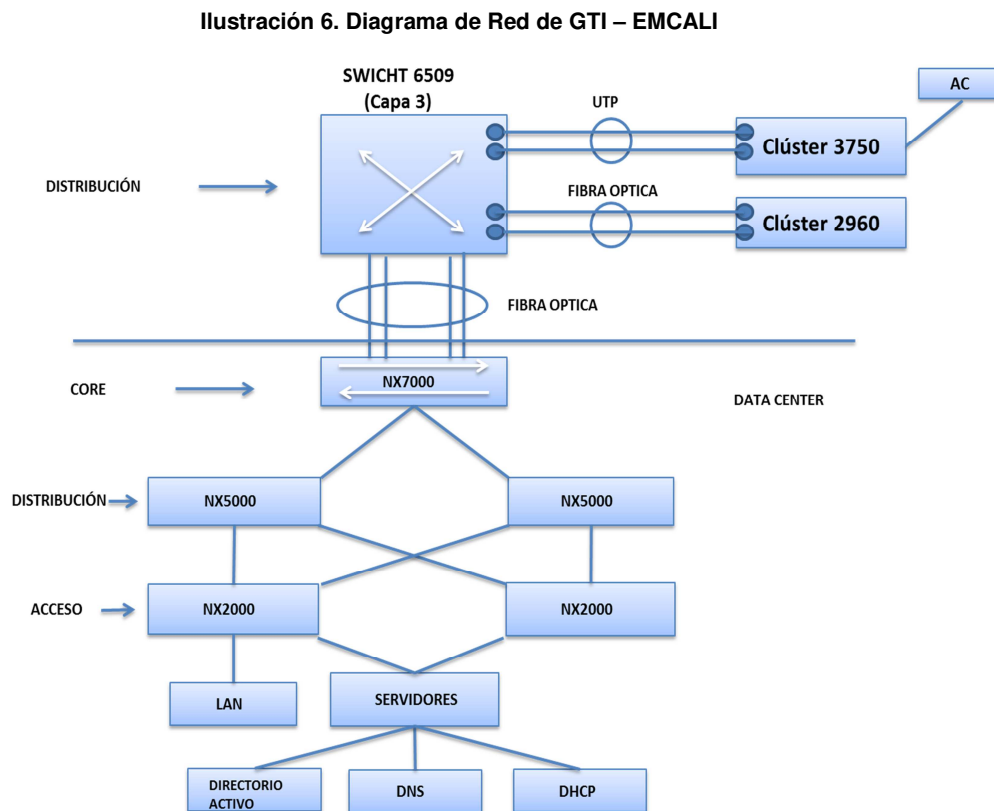 Ilustración 6. Diagrama de Red de GTI – EMCALI
SWICHT 6509
(Capa 3)
UTP
AC
Clúster 3750
DISTRIBUCIÓN
FIBRA OPTICA
Clúster 2960
FIBRA OPTICA
CORE
NX7000
DATA CENTER
DISTRIBUCIÓN
NX5000
NX5000
ACCESO
NX2000
NX2000
LAN
SERVIDORES
DIRECTORIO
ACTIVO
DNS
DHCP